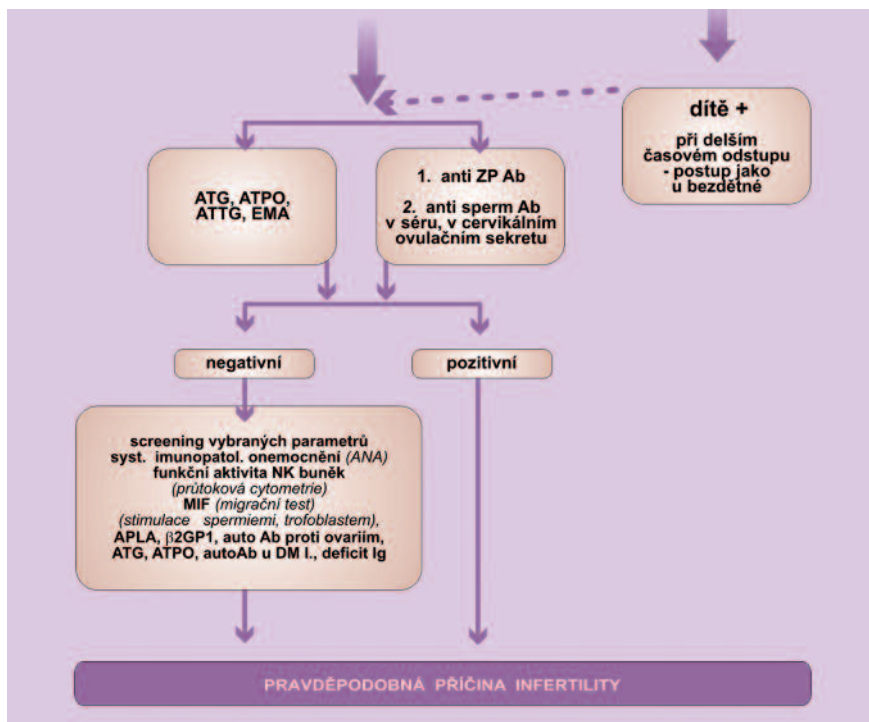 dítě +
při delším
časovém odstupu
- postup jako
u bezdětné
ATG, ATPO,
ATTG, EMA
1. anti ZP Ab
2. anti sperm Ab
v séru, v cervikálním
ovulačním sekretu
negativní
pozitivní
screening vybraných parametrů
syst. imunopatol. onemocnění (ANA)
funkční aktivita NK buněk
(průtoková cytometrie)
MIF (migrační test)
(stimulace spermiemi, trofoblastem),
APLA, β2GP1, auto Ab proti ovariím,
ATG, ATPO, autoAb u DM I., deficit Ig
PRAVDĚPODOBNÁ PŘÍČINA INFERTILITY